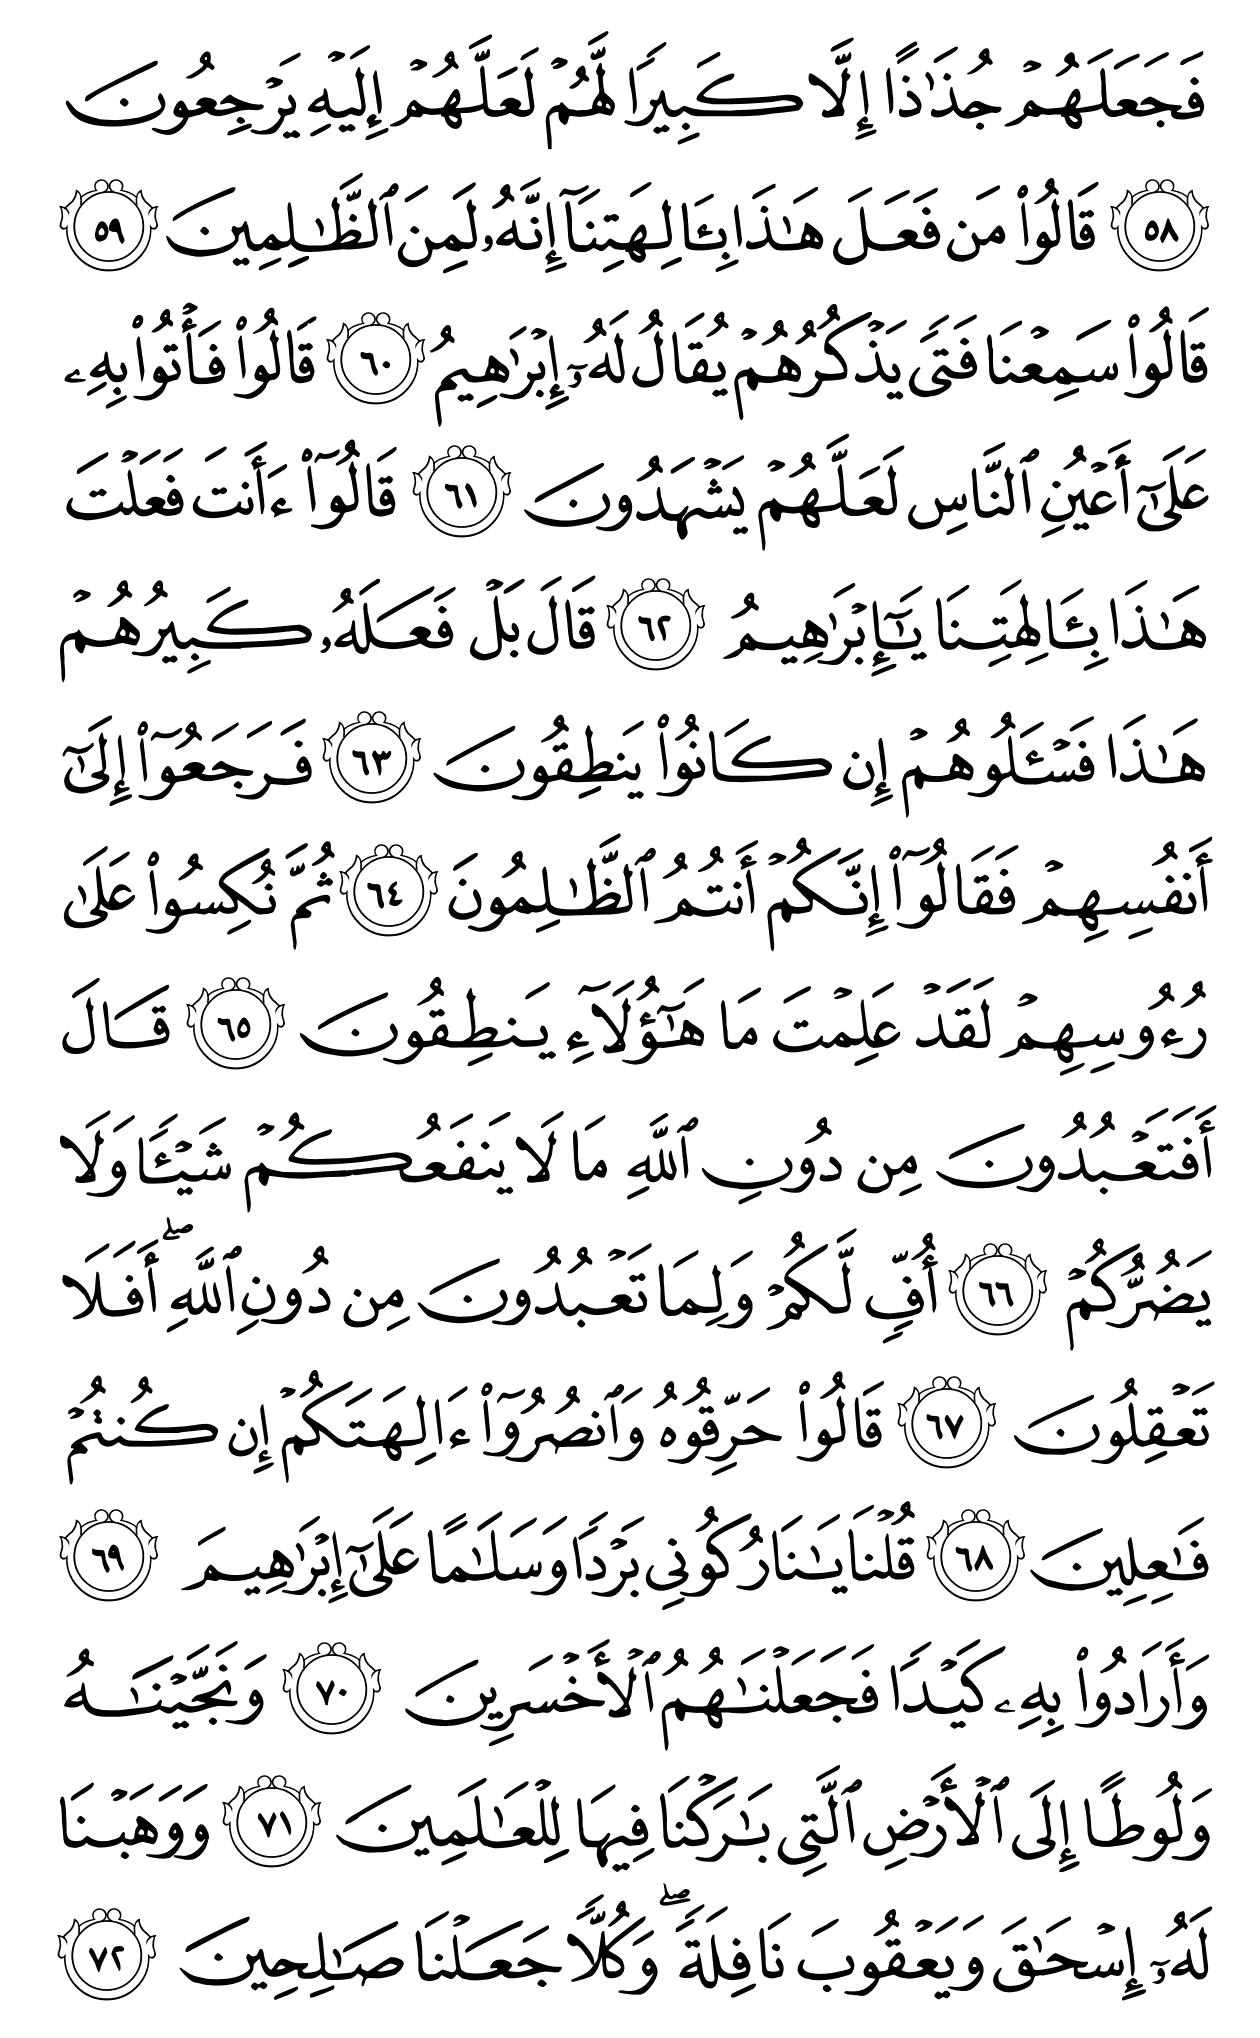 فَجَعَلَهُمْ جُذَٰذًا إِلَّا كَبِيرًا لَّهُمْ لَعَلَّهُمْ إِلَيْهِ يَرْجِعُونَ
٥٨ قَالُوا۟ مَن فَعَلَ هَٰذَا بِـَٔالِهَتِنَآ إِنَّهُۥ لَمِنَ ٱلظَّٰلِمِينَ ٥٩
قَالُوا۟ سَمِعْنَا فَتًى يَذْكُرُهُمْ يُقَالُ لَهُۥٓ إِبْرَٰهِيمُ ٦٠ قَالُوا۟ فَأْتُوا۟ بِهِۦ
عَلَىٰٓ أَعْيُنِ ٱلنَّاسِ لَعَلَّهُمْ يَشْهَدُونَ ٦١ قَالُوٓا۟ ءَأَنتَ فَعَلْتَ
هَٰذَا بِـَٔالِهَتِنَا يَٰٓإِبْرَٰهِيمُ ٦٢ قَالَ بَلْ فَعَلَهُۥ كَبِيرُهُمْ
هَٰذَا فَسْـَٔلُوهُمْ إِن كَانُوا۟ يَنطِقُونَ ٦٣ فَرَجَعُوٓا۟ إِلَىٰٓ
أَنفُسِهِمْ فَقَالُوٓا۟ إِنَّكُمْ أَنتُمُ ٱلظَّٰلِمُونَ ٦٤ ثُمَّ نُكِسُوا۟ عَلَىٰ
رُءُوسِهِمْ لَقَدْ عَلِمْتَ مَا هَٰٓؤُلَآءِ يَنطِقُونَ ٦٥ قَالَ
أَفَتَعْبُدُونَ مِن دُونِ ٱللَّهِ مَا لَا يَنفَعُكُمْ شَيْـًٔا وَلَا
يَضُرُّكُمْ ٦٦ أُفٍّ لَّكُمْ وَلِمَا تَعْبُدُونَ مِن دُونِ ٱللَّهِ ۖ أَفَلَا
تَعْقِلُونَ ٦٧ قَالُوا۟ حَرِّقُوهُ وَٱنصُرُوٓا۟ ءَالِهَتَكُمْ إِن كُنتُمْ
فَٰعِلِينَ ٦٨ قُلْنَا يَٰنَارُ كُونِى بَرْدًا وَسَلَٰمًا عَلَىٰٓ إِبْرَٰهِيمَ ٦٩
وَأَرَادُوا۟ بِهِۦ كَيْدًا فَجَعَلْنَٰهُمُ ٱلْأَخْسَرِينَ ٧٠ وَنَجَّيْنَٰهُ
وَلُوطًا إِلَى ٱلْأَرْضِ ٱلَّتِى بَٰرَكْنَا فِيهَا لِلْعَٰلَمِينَ ٧١ وَوَهَبْنَا
لَهُۥٓ إِسْحَٰقَ وَيَعْقُوبَ نَافِلَةً ۖ وَكُلًّا جَعَلْنَا صَٰلِحِينَ ٧٢